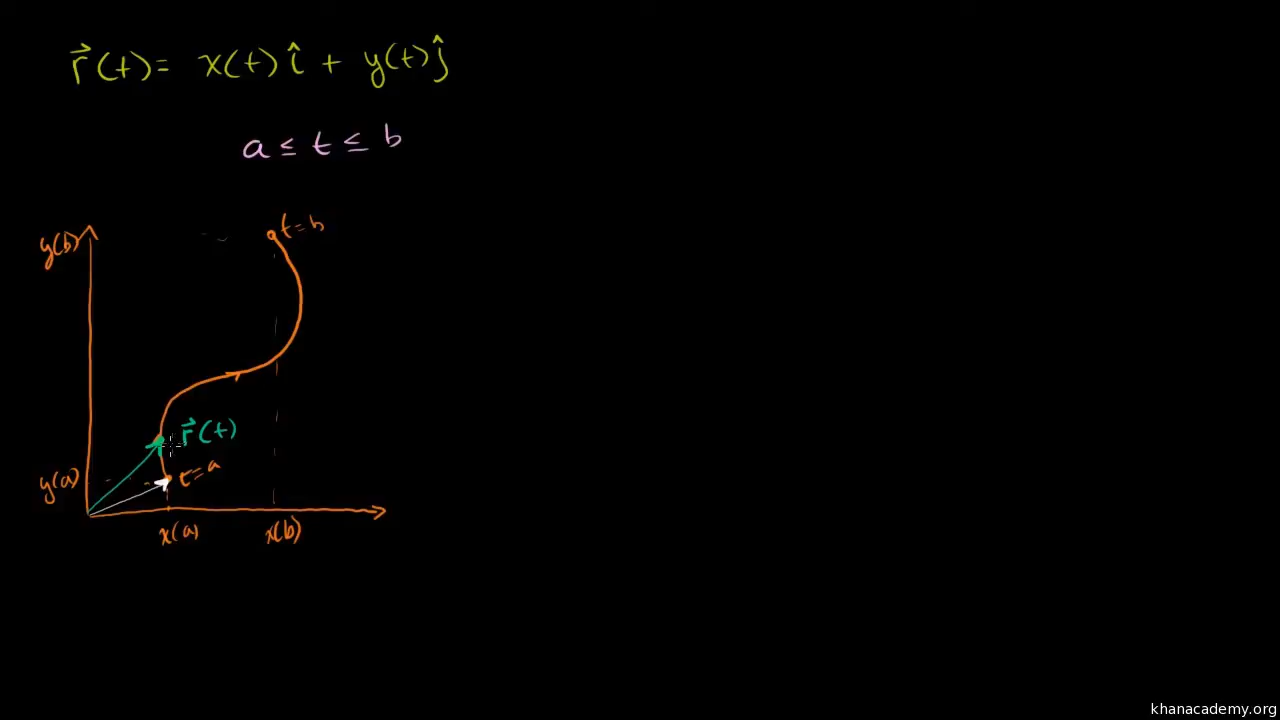 r⃗(t) = x(t) î + y(t) ĵ
a ≤ t ≤ b
t=b
y(b)
r⃗(t)
t=a
y(a)
x(a) x(b)
khanacademy.org